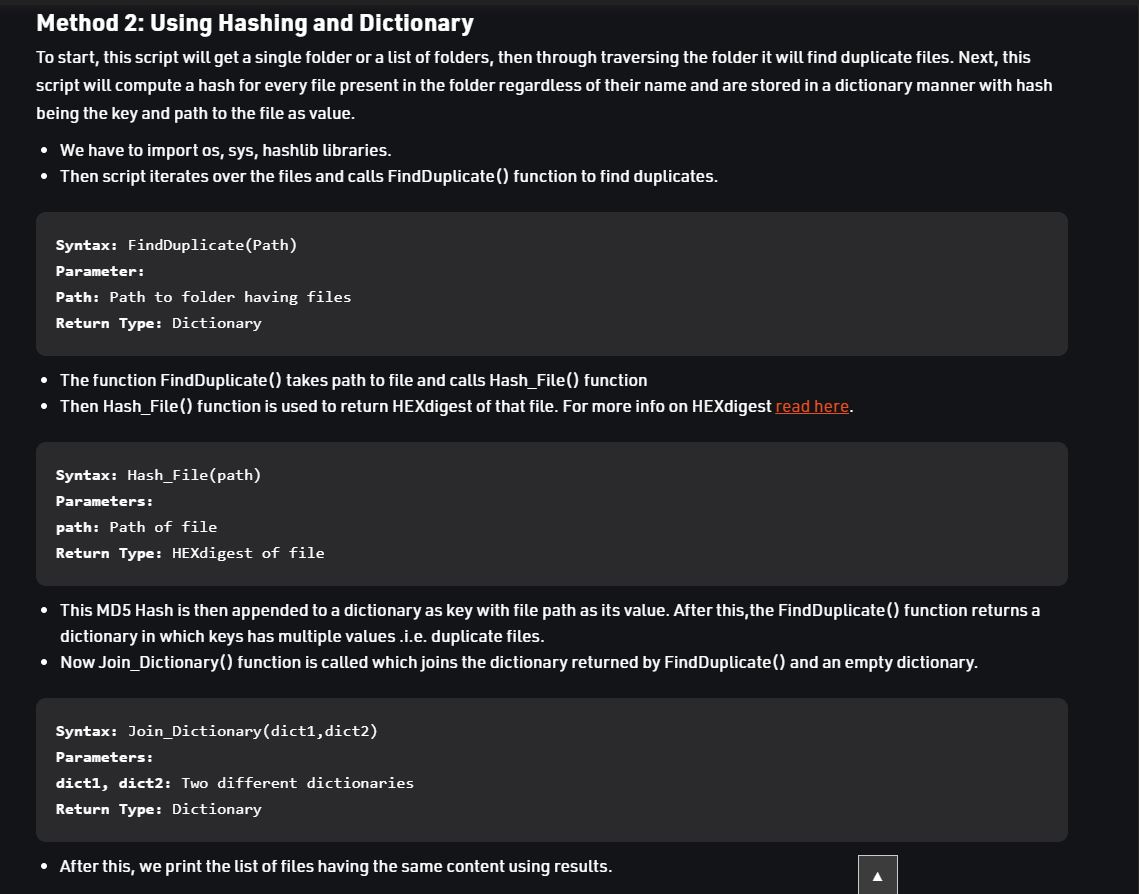 Method 2: Using Hashing and Dictionary
To start, this script will get a single folder or a list of folders, then through traversing the folder it will find duplicate files. Next, this
script will compute a hash for every file present in the folder regardless of their name and are stored in a dictionary manner with hash
being the key and path to the file as value.
• We have to import os, sys, hashlib libraries.
• Then script iterates over the files and calls FindDuplicate() function to find duplicates.
Syntax: FindDuplicate(Path)
Parameter:
Path: Path to folder having files
Return Type: Dictionary
• The function FindDuplicate() takes path to file and calls Hash_File() function
• Then Hash_File() function is used to return HEXdigest of that file. For more info on HEXdigest read here.
Syntax: Hash_File(path)
Parameters:
path: Path of file
Return Type: HEXdigest of file
• This MD5 Hash is then appended to a dictionary as key with file path as its value. After this,the FindDuplicate() function returns a
dictionary in which keys has multiple values .i.e. duplicate files.
• Now Join_Dictionary() function is called which joins the dictionary returned by FindDuplicate() and an empty dictionary.
Syntax: Join_Dictionary(dict1,dict2)
Parameters:
dict1, dict2: Two different dictionaries
Return Type: Dictionary
• After this, we print the list of files having the same content using results.